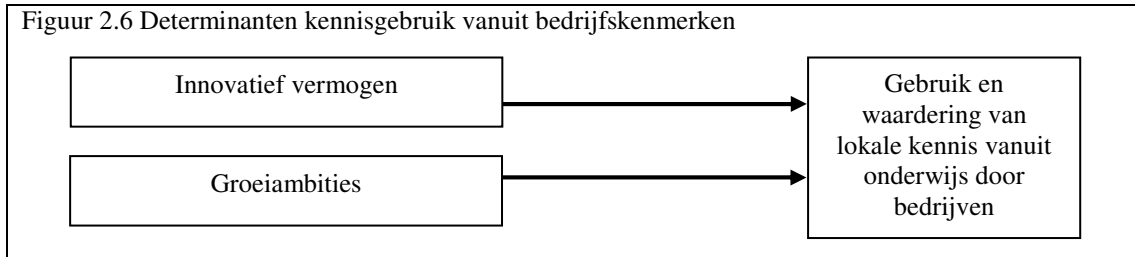 Figuur 2.6 Determinanten kennisgebruik vanuit bedrijfskenmerken
Innovatief vermogen
Groeiambities
Gebruik en
waardering van
lokale kennis vanuit
onderwijs door
bedrijven